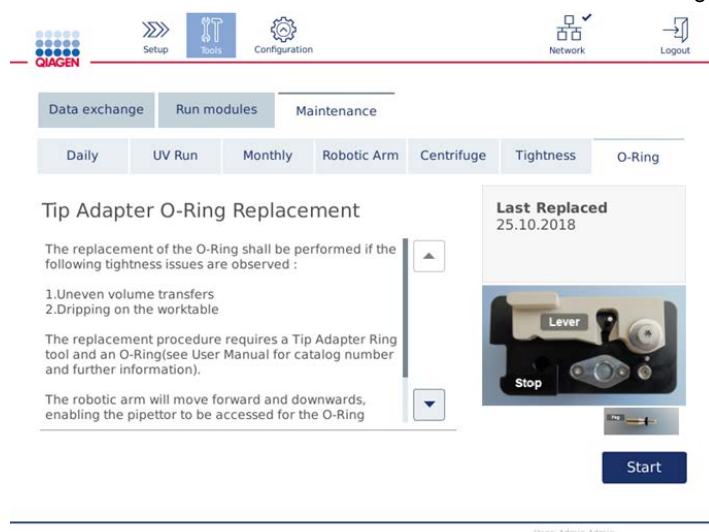 Setup
Tools
Configuration
Network
Logout
QIAGEN
Data exchange
Run modules
Maintenance
Daily
UV Run
Monthly
Robotic Arm
Centrifuge
Tightness
O-Ring
Tip Adapter O-Ring Replacement
The replacement of the O-Ring shall be performed if the
following tightness issues are observed :
1.Uneven volume transfers
2.Dripping on the worktable
The replacement procedure requires a Tip Adapter Ring
tool and an O-Ring(see User Manual for catalog number
and further information).
The robotic arm will move forward and downwards,
enabling the pipettor to be accessed for the O-Ring
Last Replaced
25.10.2018
Lever
Stop
Peg
Start